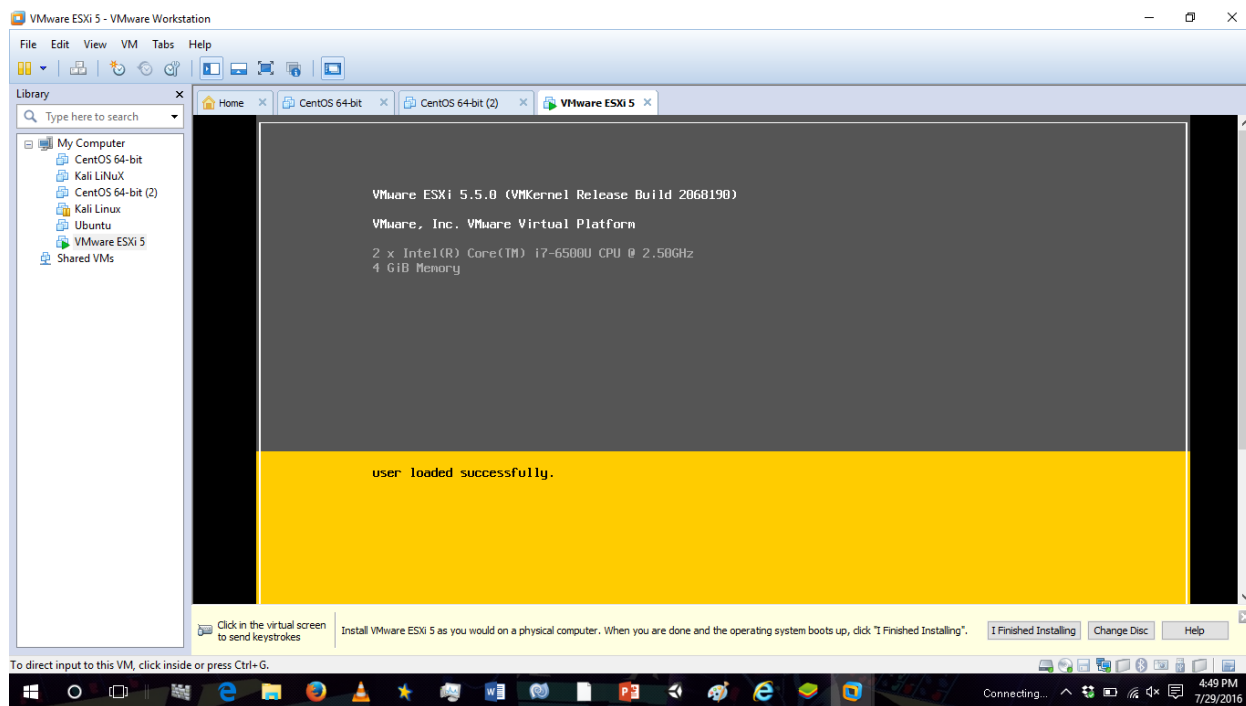 VMware ESXi 5 - VMware Workstation
File Edit View VM Tabs Help
Library
Type here to search
My Computer
CentOS 64-bit
Kali LiNuX
CentOS 64-bit (2)
Kali Linux
Ubuntu
VMware ESXi 5
Shared VMs
Home CentOS 64-bit CentOS 64-bit (2) VMware ESXi 5
VMware ESXi 5.5.0 (VMKernel Release Build 2068190)
VMware, Inc. VMware Virtual Platform
2 x Intel(R) Core(TM) i7-6500U CPU @ 2.50GHz
4 GiB Memory
user loaded successfully.
Click in the virtual screen
to send keystrokes
Install VMware ESXi 5 as you would on a physical computer. When you are done and the operating system boots up, click "I Finished Installing".
I Finished Installing Change Disc Help
To direct input to this VM, click inside or press Ctrl+G.
Connecting...
4:49 PM
7/29/2016